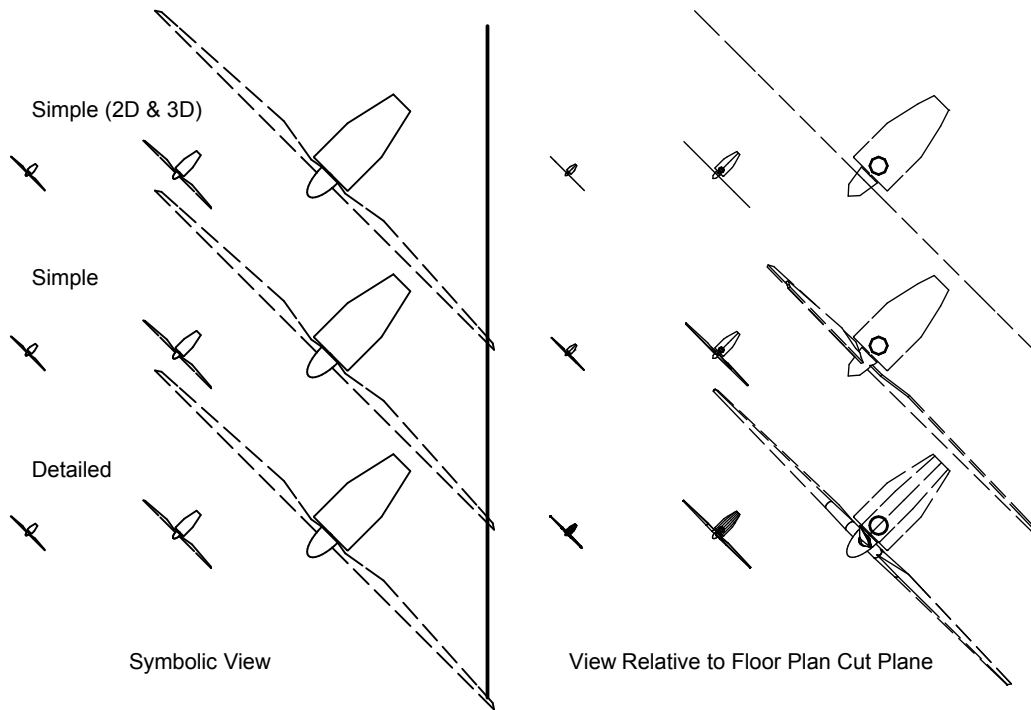 Simple (2D & 3D)
Simple
Detailed
Symbolic View
View Relative to Floor Plan Cut Plane